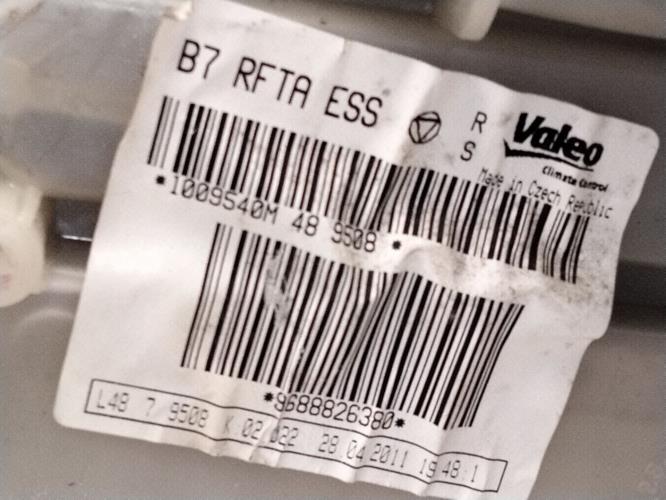 B7 RFTA ESS
R
S
Valeo
Climate Control
Made in Czech Republic
*1009540M 48 9508 *
*9688826380*
L48 7 9508 K 02 022 28.04.2011 19:48:1